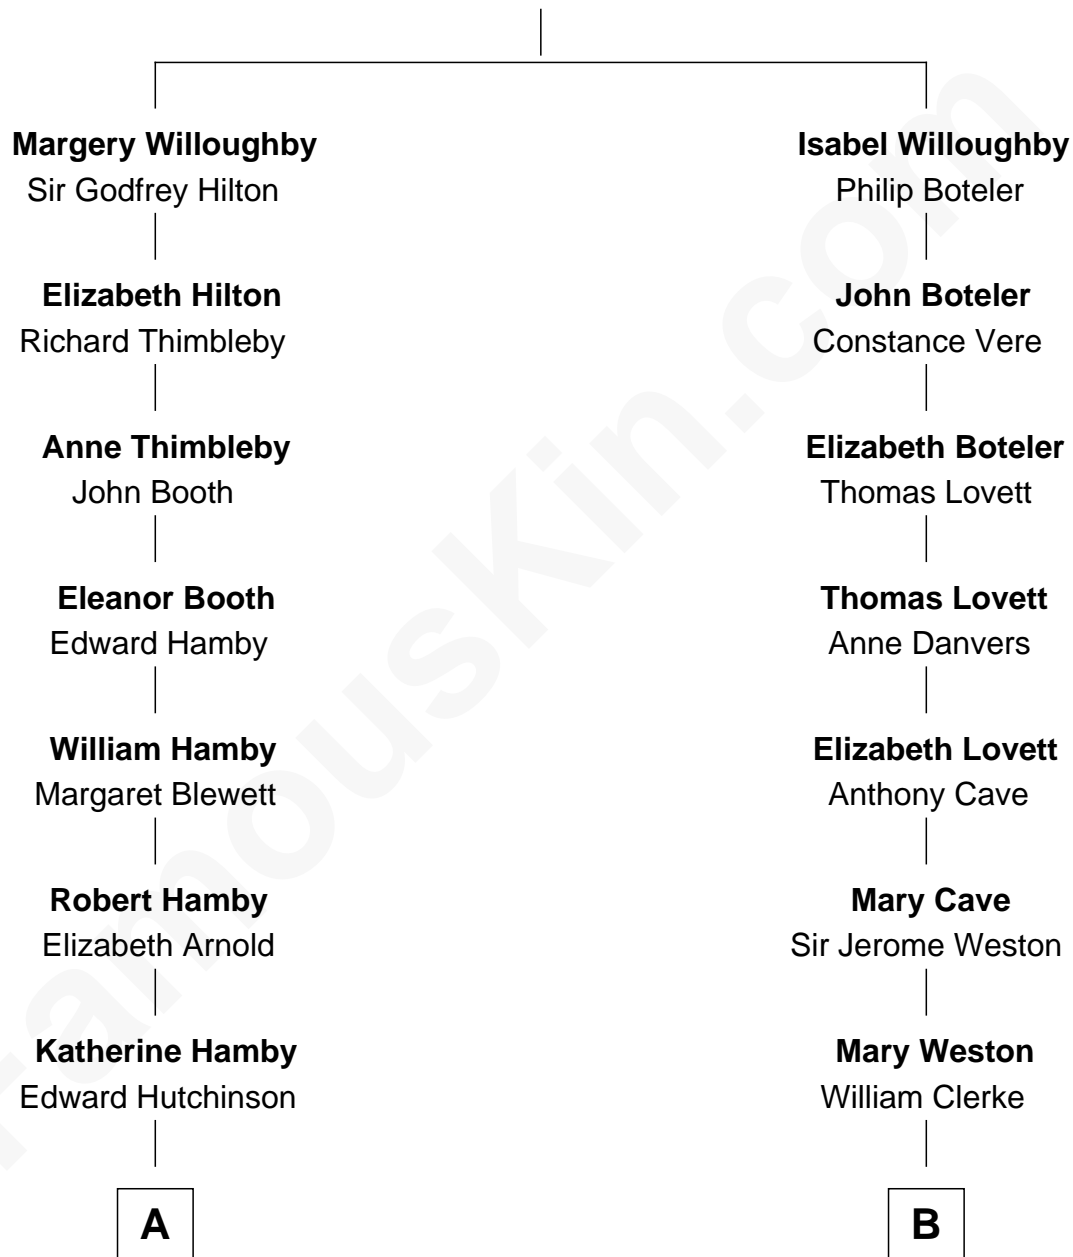 Margery Willoughby
Sir Godfrey Hilton
Elizabeth Hilton
Richard Thimbleby
Anne Thimbleby
John Booth
Eleanor Booth
Edward Hamby
William Hamby
Margaret Blewett
Robert Hamby
Elizabeth Arnold
Katherine Hamby
Edward Hutchinson
A
Isabel Willoughby
Philip Boteler
John Boteler
Constance Vere
Elizabeth Boteler
Thomas Lovett
Thomas Lovett
Anne Danvers
Elizabeth Lovett
Anthony Cave
Mary Cave
Sir Jerome Weston
Mary Weston
William Clerke
B
FamousKin.com